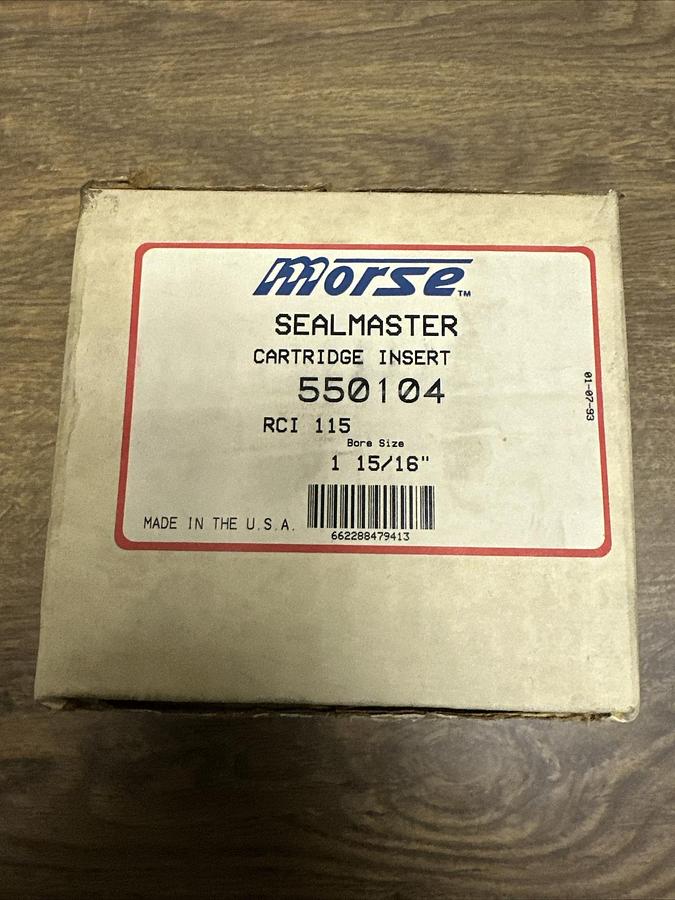 morse™
SEALMASTER
CARTRIDGE INSERT
550104
RCI 115
Bore Size
1 15/16"
MADE IN THE U.S.A.
662288479413
01-07-93